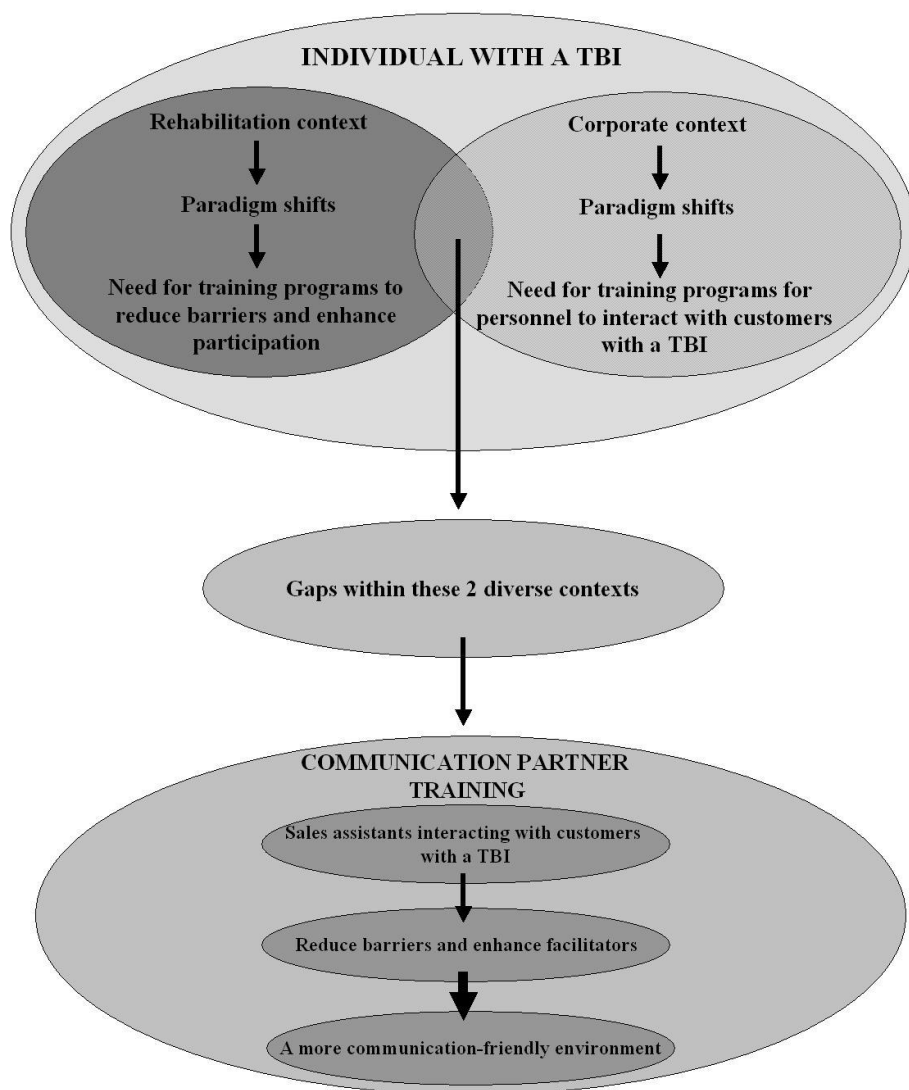 INDIVIDUAL WITH A TBI
Rehabilitation context
Paradigm shifts
Need for training programs to
reduce barriers and enhance
participation
Corporate context
Paradigm shifts
Need for training programs for
personnel to interact with customers
with a TBI
Gaps within these 2 diverse contexts
COMMUNICATION PARTNER
TRAINING
Sales assistants interacting with customers
with a TBI
Reduce barriers and enhance facilitators
A more communication-friendly environment